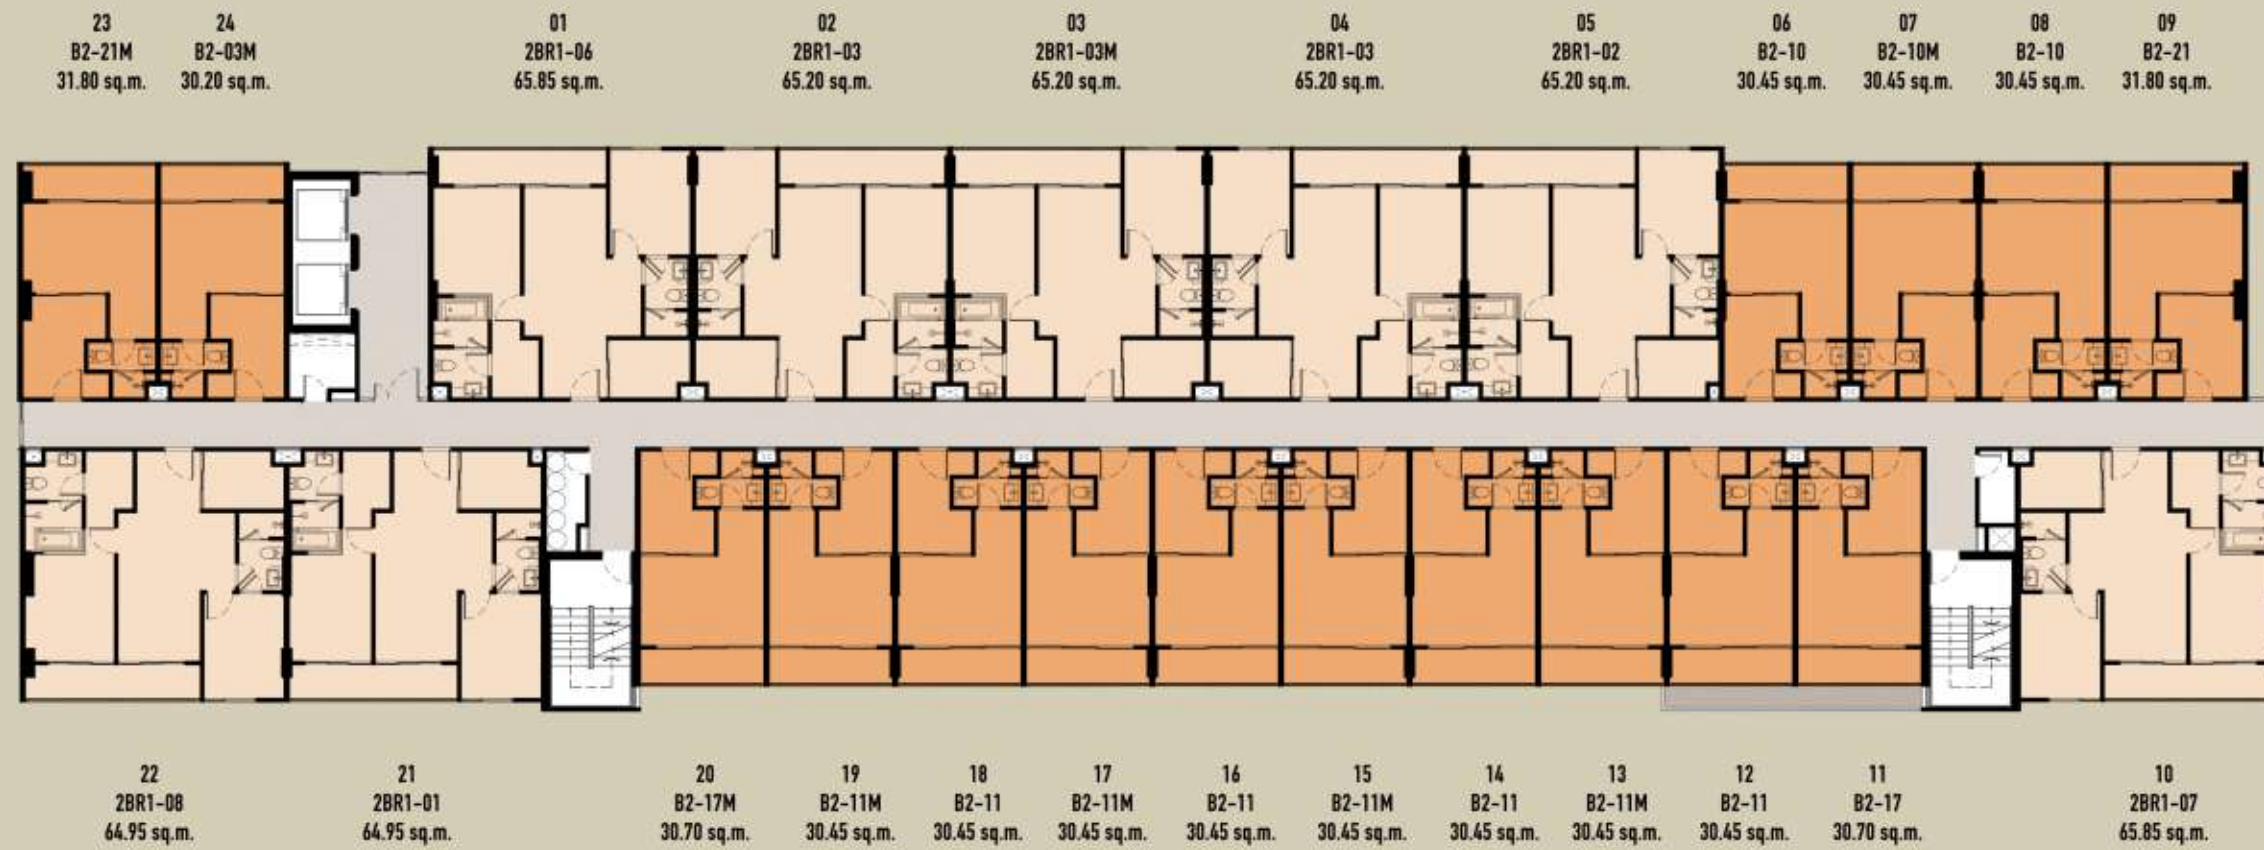 23
B2-21M
31.80 sq.m.
24
B2-03M
30.20 sq.m.
01
2BR1-06
65.85 sq.m.
02
2BR1-03
65.20 sq.m.
03
2BR1-03M
65.20 sq.m.
04
2BR1-03
65.20 sq.m.
05
2BR1-02
65.20 sq.m.
06
B2-10
30.45 sq.m.
07
B2-10M
30.45 sq.m.
08
B2-10
30.45 sq.m.
09
B2-21
31.80 sq.m.
22
2BR1-08
64.95 sq.m.
21
2BR1-01
64.95 sq.m.
20
B2-17M
30.70 sq.m.
19
B2-11M
30.45 sq.m.
18
B2-11
30.45 sq.m.
17
B2-11M
30.45 sq.m.
16
B2-11
30.45 sq.m.
15
B2-11M
30.45 sq.m.
14
B2-11
30.45 sq.m.
13
B2-11M
30.45 sq.m.
12
B2-11
30.45 sq.m.
11
B2-17
30.70 sq.m.
10
2BR1-07
65.85 sq.m.